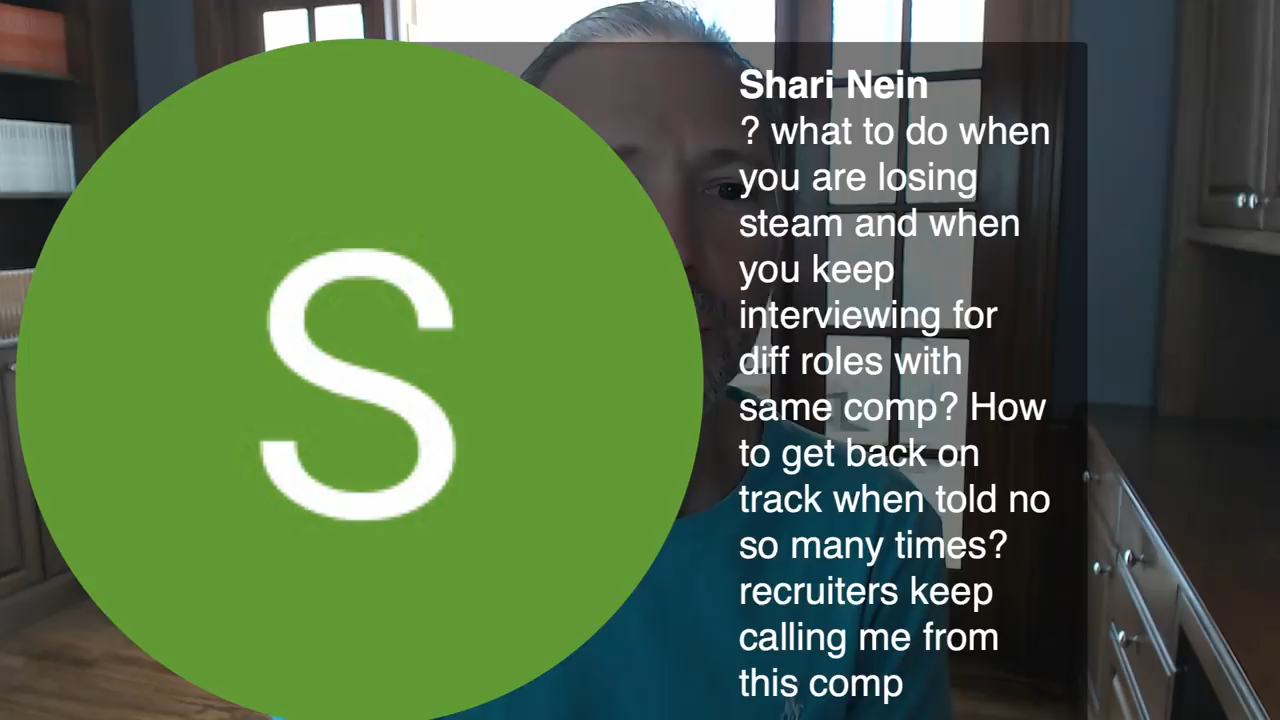 S
Shari Nein
? what to do when
you are losing
steam and when
you keep
interviewing for
diff roles with
same comp? How
to get back on
track when told no
so many times?
recruiters keep
calling me from
this comp